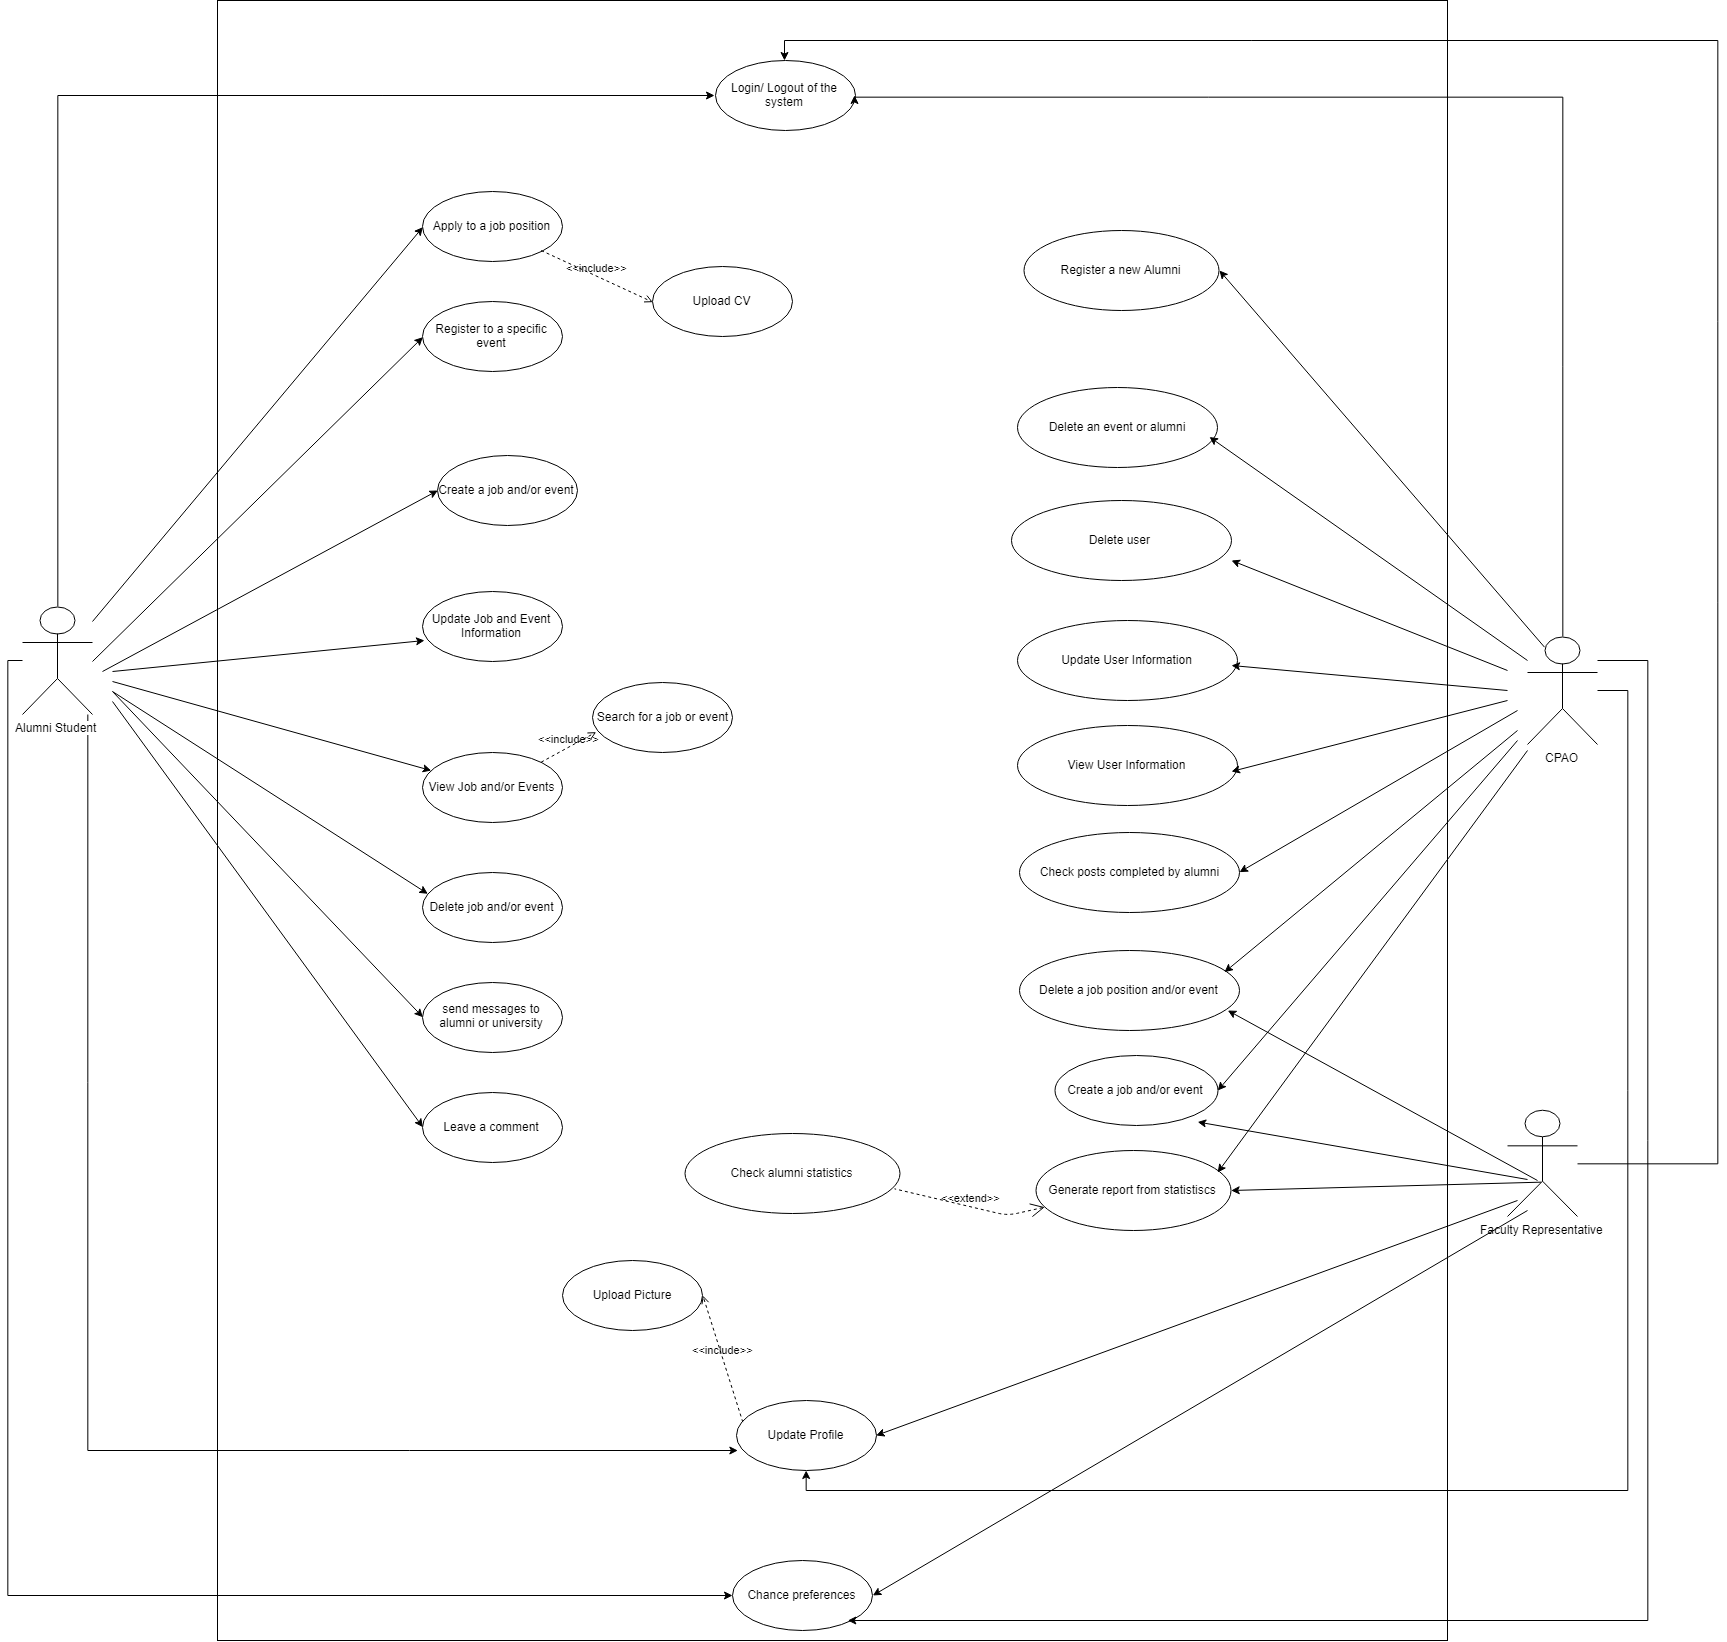 Login/ Logout of the
system
Apply to a job position
<<include>>
Upload CV
Register a new Alumni
Register to a specific
event
Delete an event or alumni
Create a job and/or event
Delete user
Update Job and Event
Information
Update User Information
Alumni Student
Search for a job or event
<<include>>
CPAO
View User Information
View Job and/or Events
Check posts completed by alumni
Delete job and/or event
Delete a job position and/or event
send messages to
alumni or university
Create a job and/or event
Leave a comment
Check alumni statistics
<<extend>>
Generate report from statistiscs
Faculty Representative
Upload Picture
<<include>>
Update Profile
Chance preferences